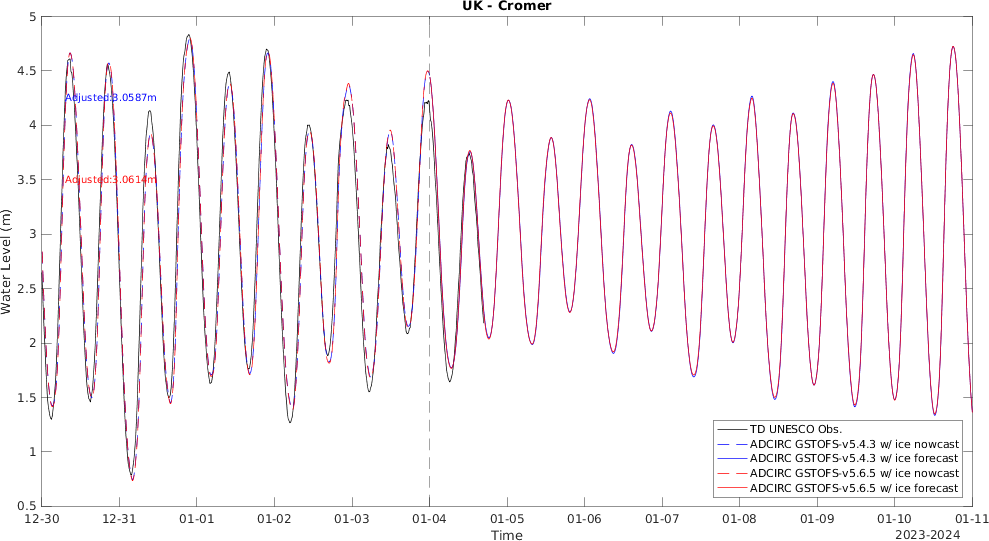 UK - Cromer
5
4.5
4
3.5
3
2.5
2
1.5
1
0.5
Water Level (m)
Adjusted:3.0587m
Adjusted:3.0614m
TD UNESCO Obs.
ADCIRC GSTOFS-v5.4.3 w/ ice nowcast
ADCIRC GSTOFS-v5.4.3 w/ ice forecast
ADCIRC GSTOFS-v5.6.5 w/ ice nowcast
ADCIRC GSTOFS-v5.6.5 w/ ice forecast
12-30 12-31 01-01 01-02 01-03 01-04 01-05 01-06 01-07 01-08 01-09 01-10 01-11
Time
2023-2024